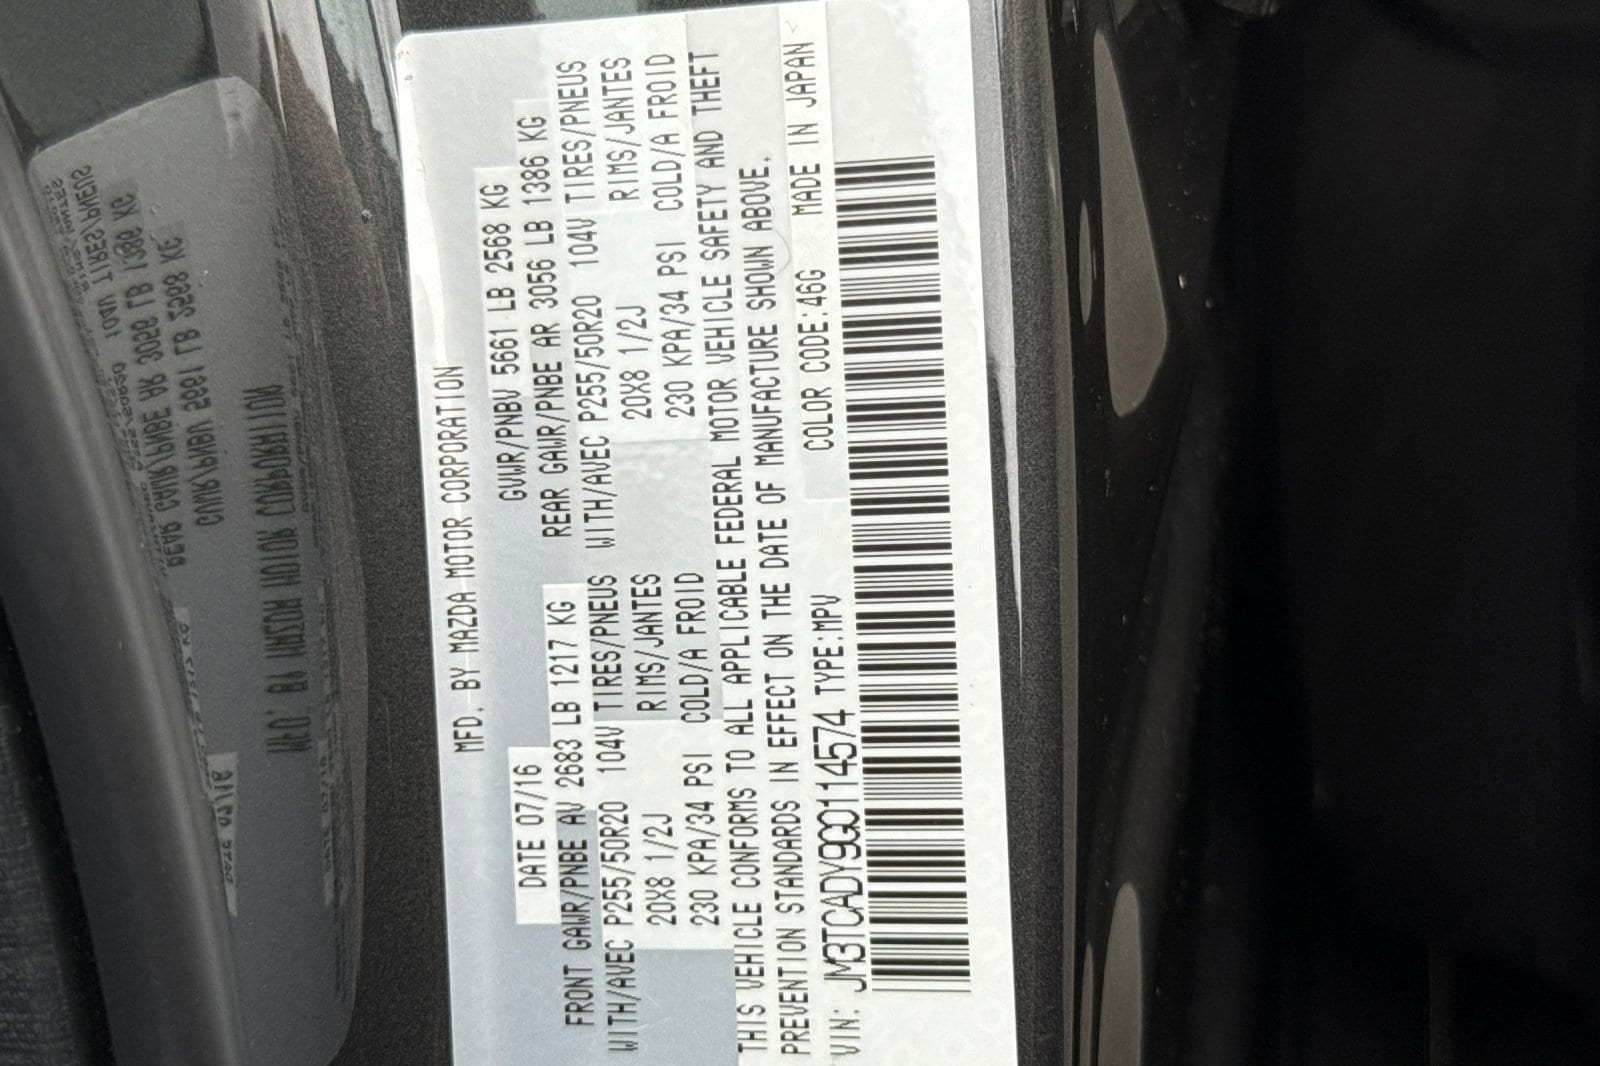 MFD. BY MAZDA MOTOR CORPORATION
DATE 07/16 GVWR/PNBV 5661 LB 2568 KG
FRONT GAWR/PNBE AV 2683 LB 1217 KG REAR GAWR/PNBE AR 3056 LB 1386 KG
WITH/AVEC P255/50R20 104V TIRES/PNEUS WITH/AVEC P255/50R20 104V TIRES/PNEUS
20X8 1/2J RIMS/JANTES 20X8 1/2J RIMS/JANTES
230 KPA/34 PSI COLD/A FROID 230 KPA/34 PSI COLD/A FROID
THIS VEHICLE CONFORMS TO ALL APPLICABLE FEDERAL MOTOR VEHICLE SAFETY AND THEFT
PREVENTION STANDARDS IN EFFECT ON THE DATE OF MANUFACTURE SHOWN ABOVE.
VIN: JM3TCADY9G0114574 TYPE:MPV COLOR CODE:46G MADE IN JAPAN